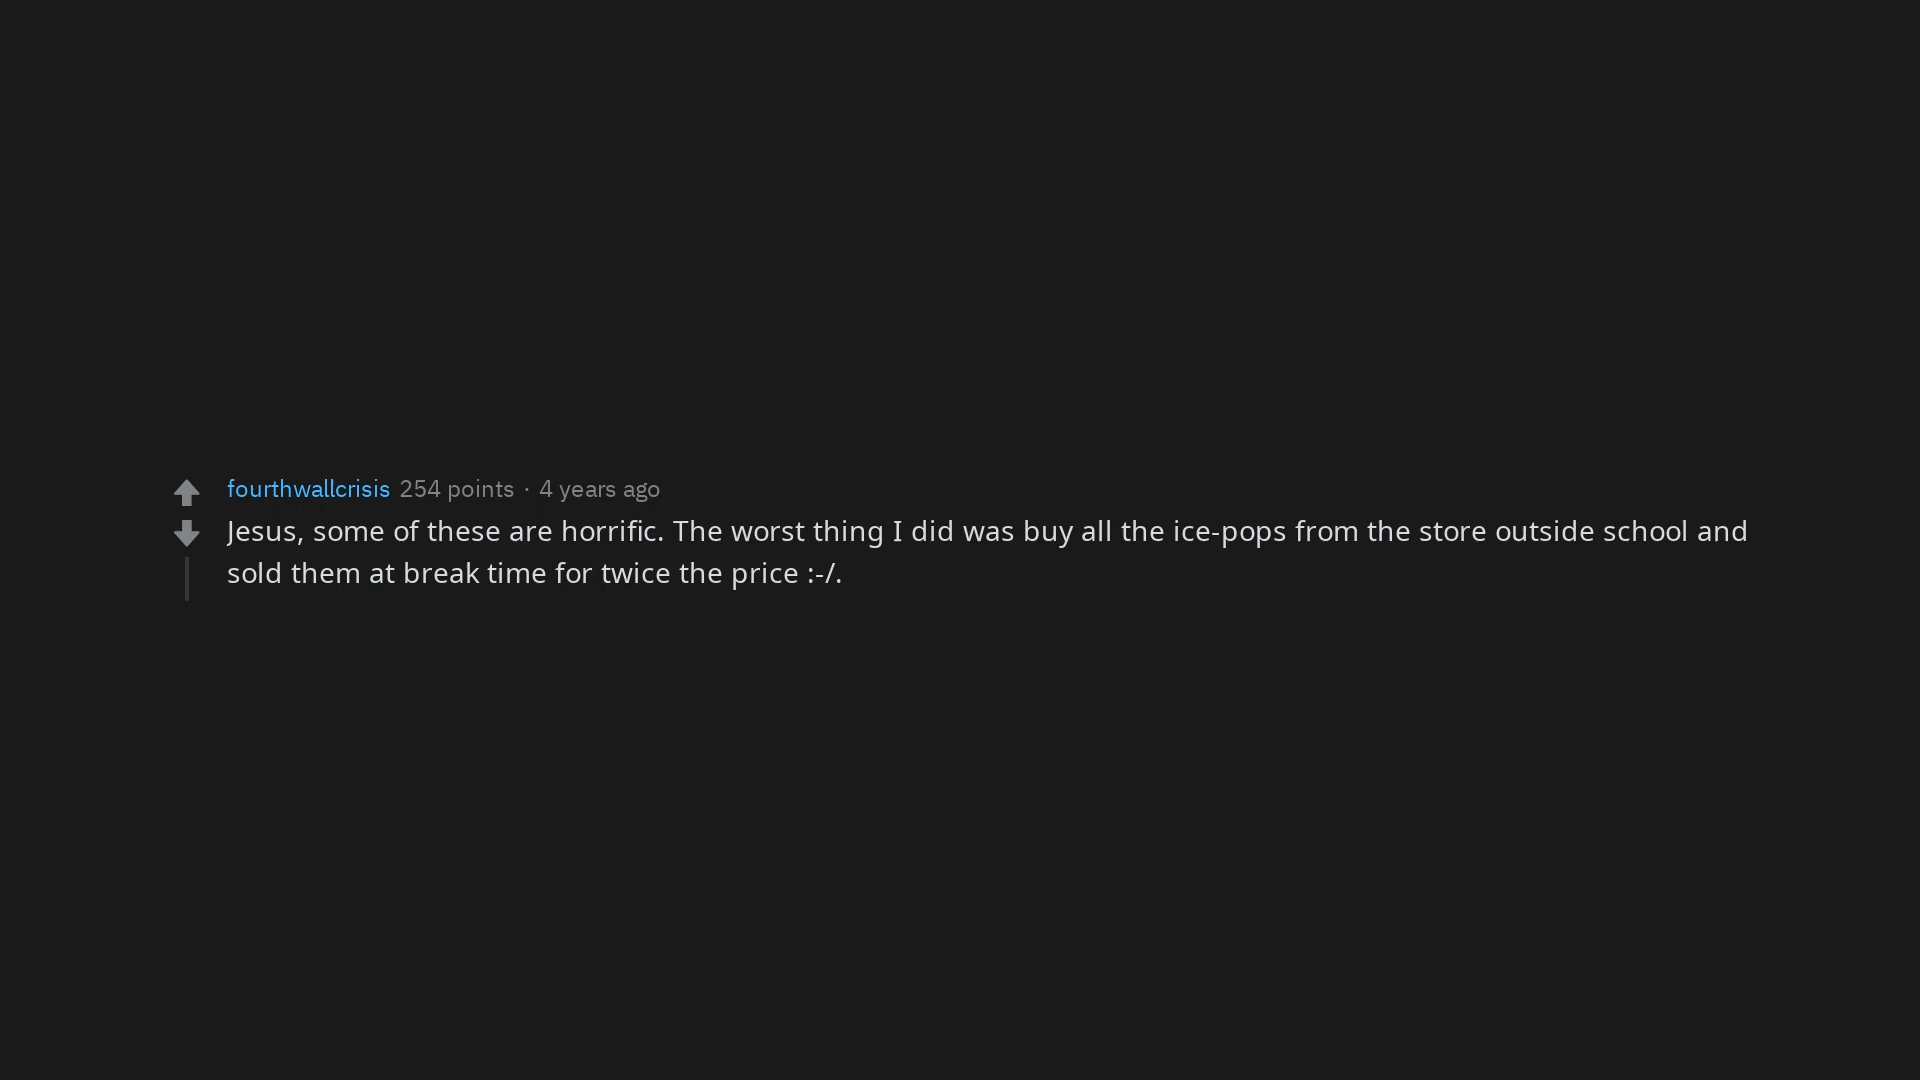 fourthwallcrisis 254 points · 4 years ago
Jesus, some of these are horrific. The worst thing I did was buy all the ice-pops from the store outside school and
sold them at break time for twice the price :-/.